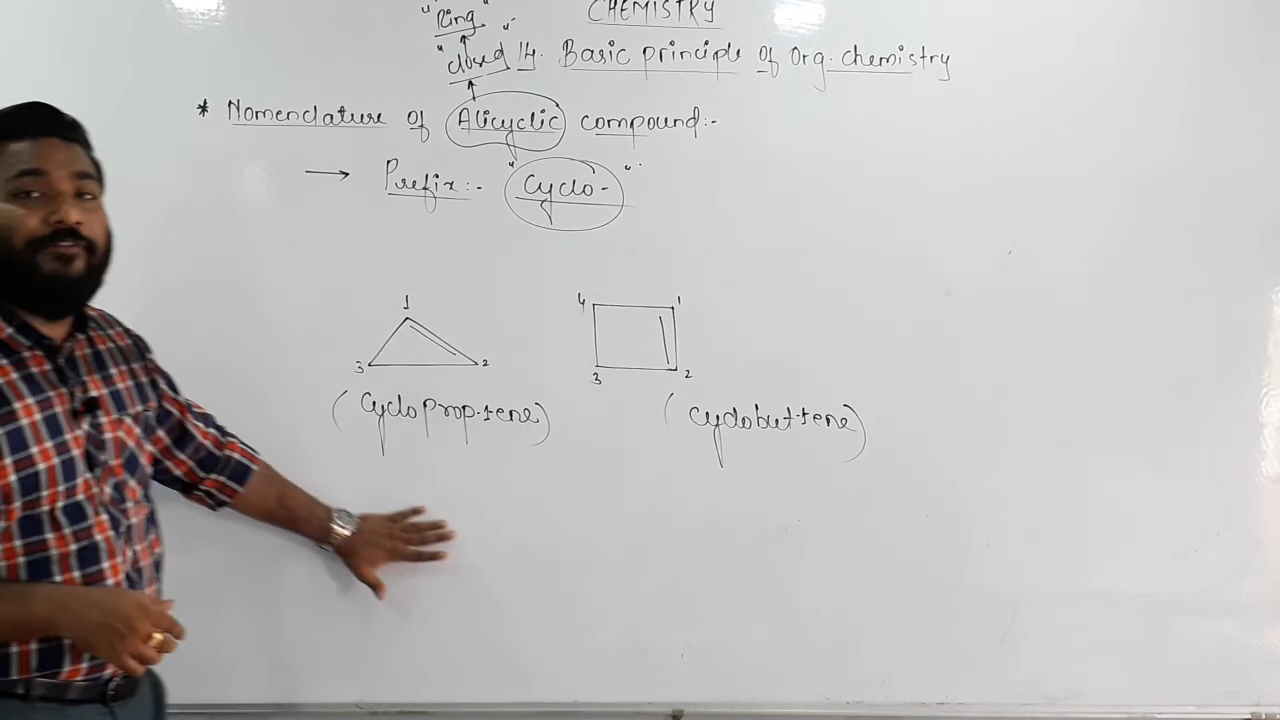 CHEMISTRY
"Ring"
"closed" 14. Basic principle of Org. chemistry
* Nomenclature of Alicyclic compound:-
→ Prefix:- "Cyclo-"
1
3 2
4 1
3 2
(Cycloprop-1-ene) (Cyclobut-1-ene)